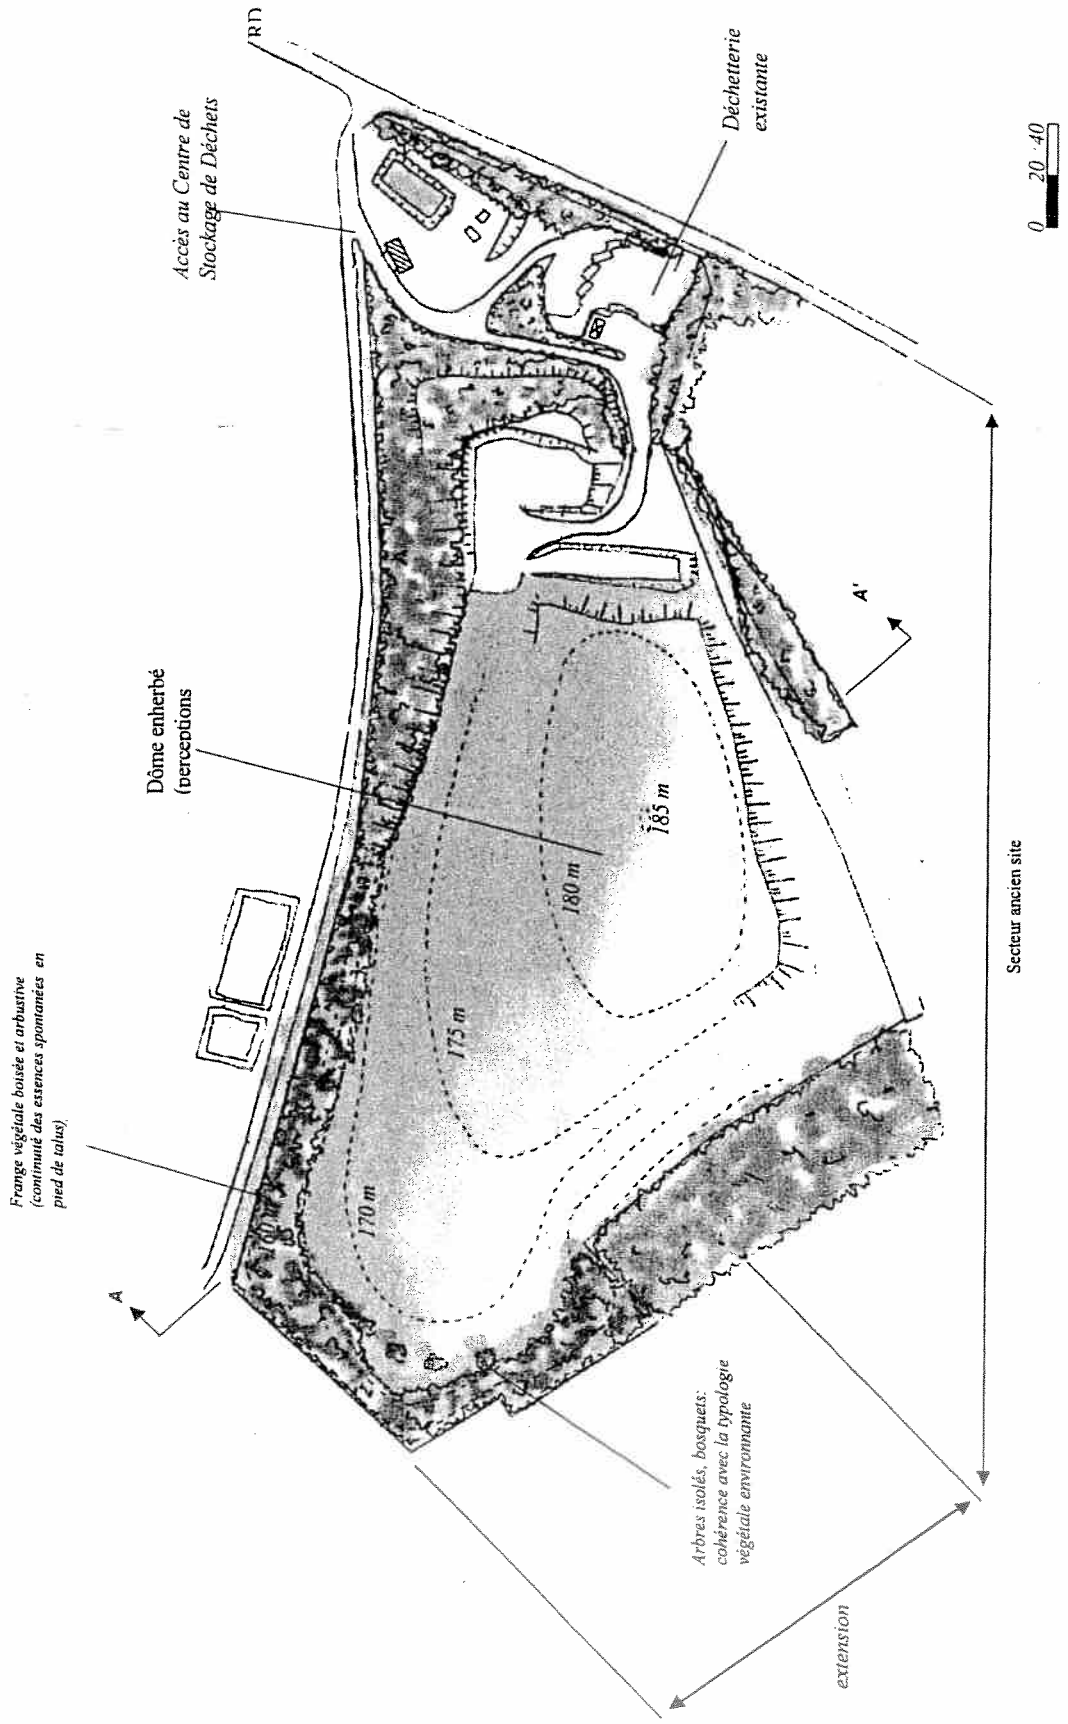 Frange végétale boisée et arbustive
(continuité des essences spontanées en
pied de talus)
A
Dôme enherbé
(perceptions
Accès au Centre de
Stockage de Déchets
RD
170 m
175 m
180 m
185 m
A'
Déchetterie
existante
Arbres isolés, bosquets:
cohérence avec la typologie
végétale environnante
extension
Secteur ancien site
0 20 40